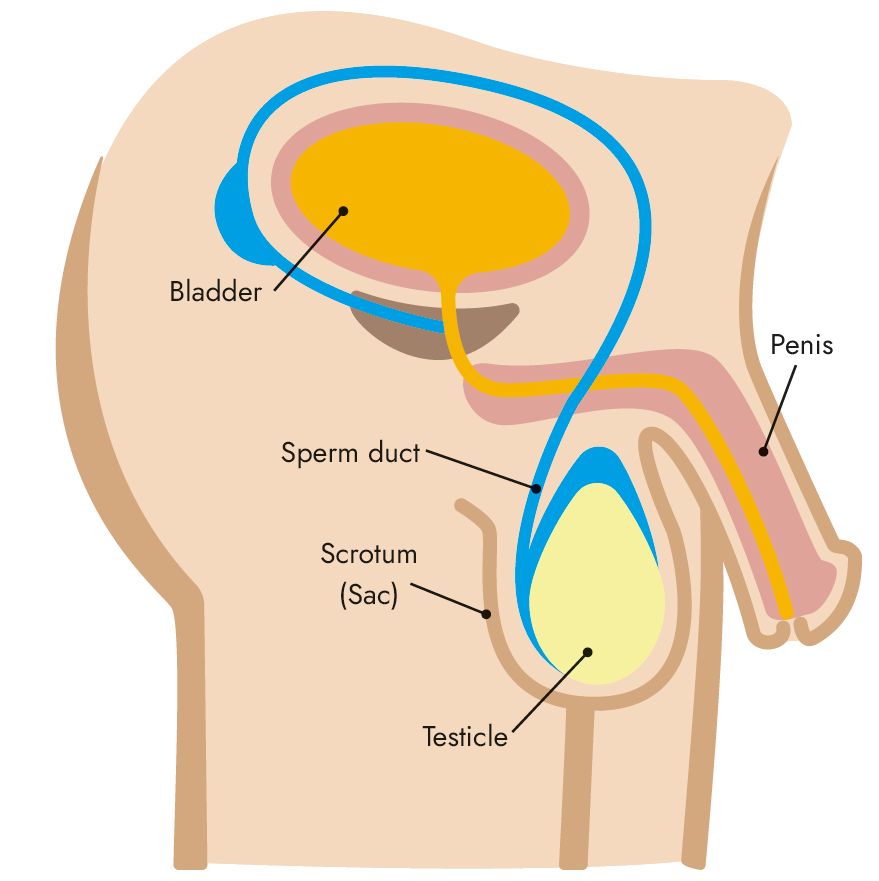 Bladder
Penis
Sperm duct
Scrotum
(Sac)
Testicle